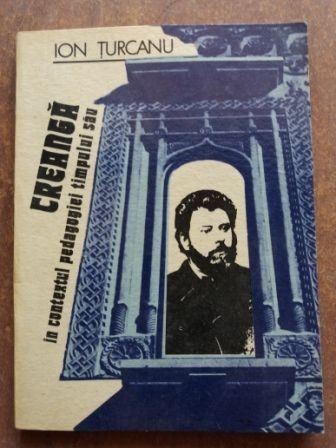 ION ȚURCANU
CREANGĂ
în contextul pedagogiei timpului său